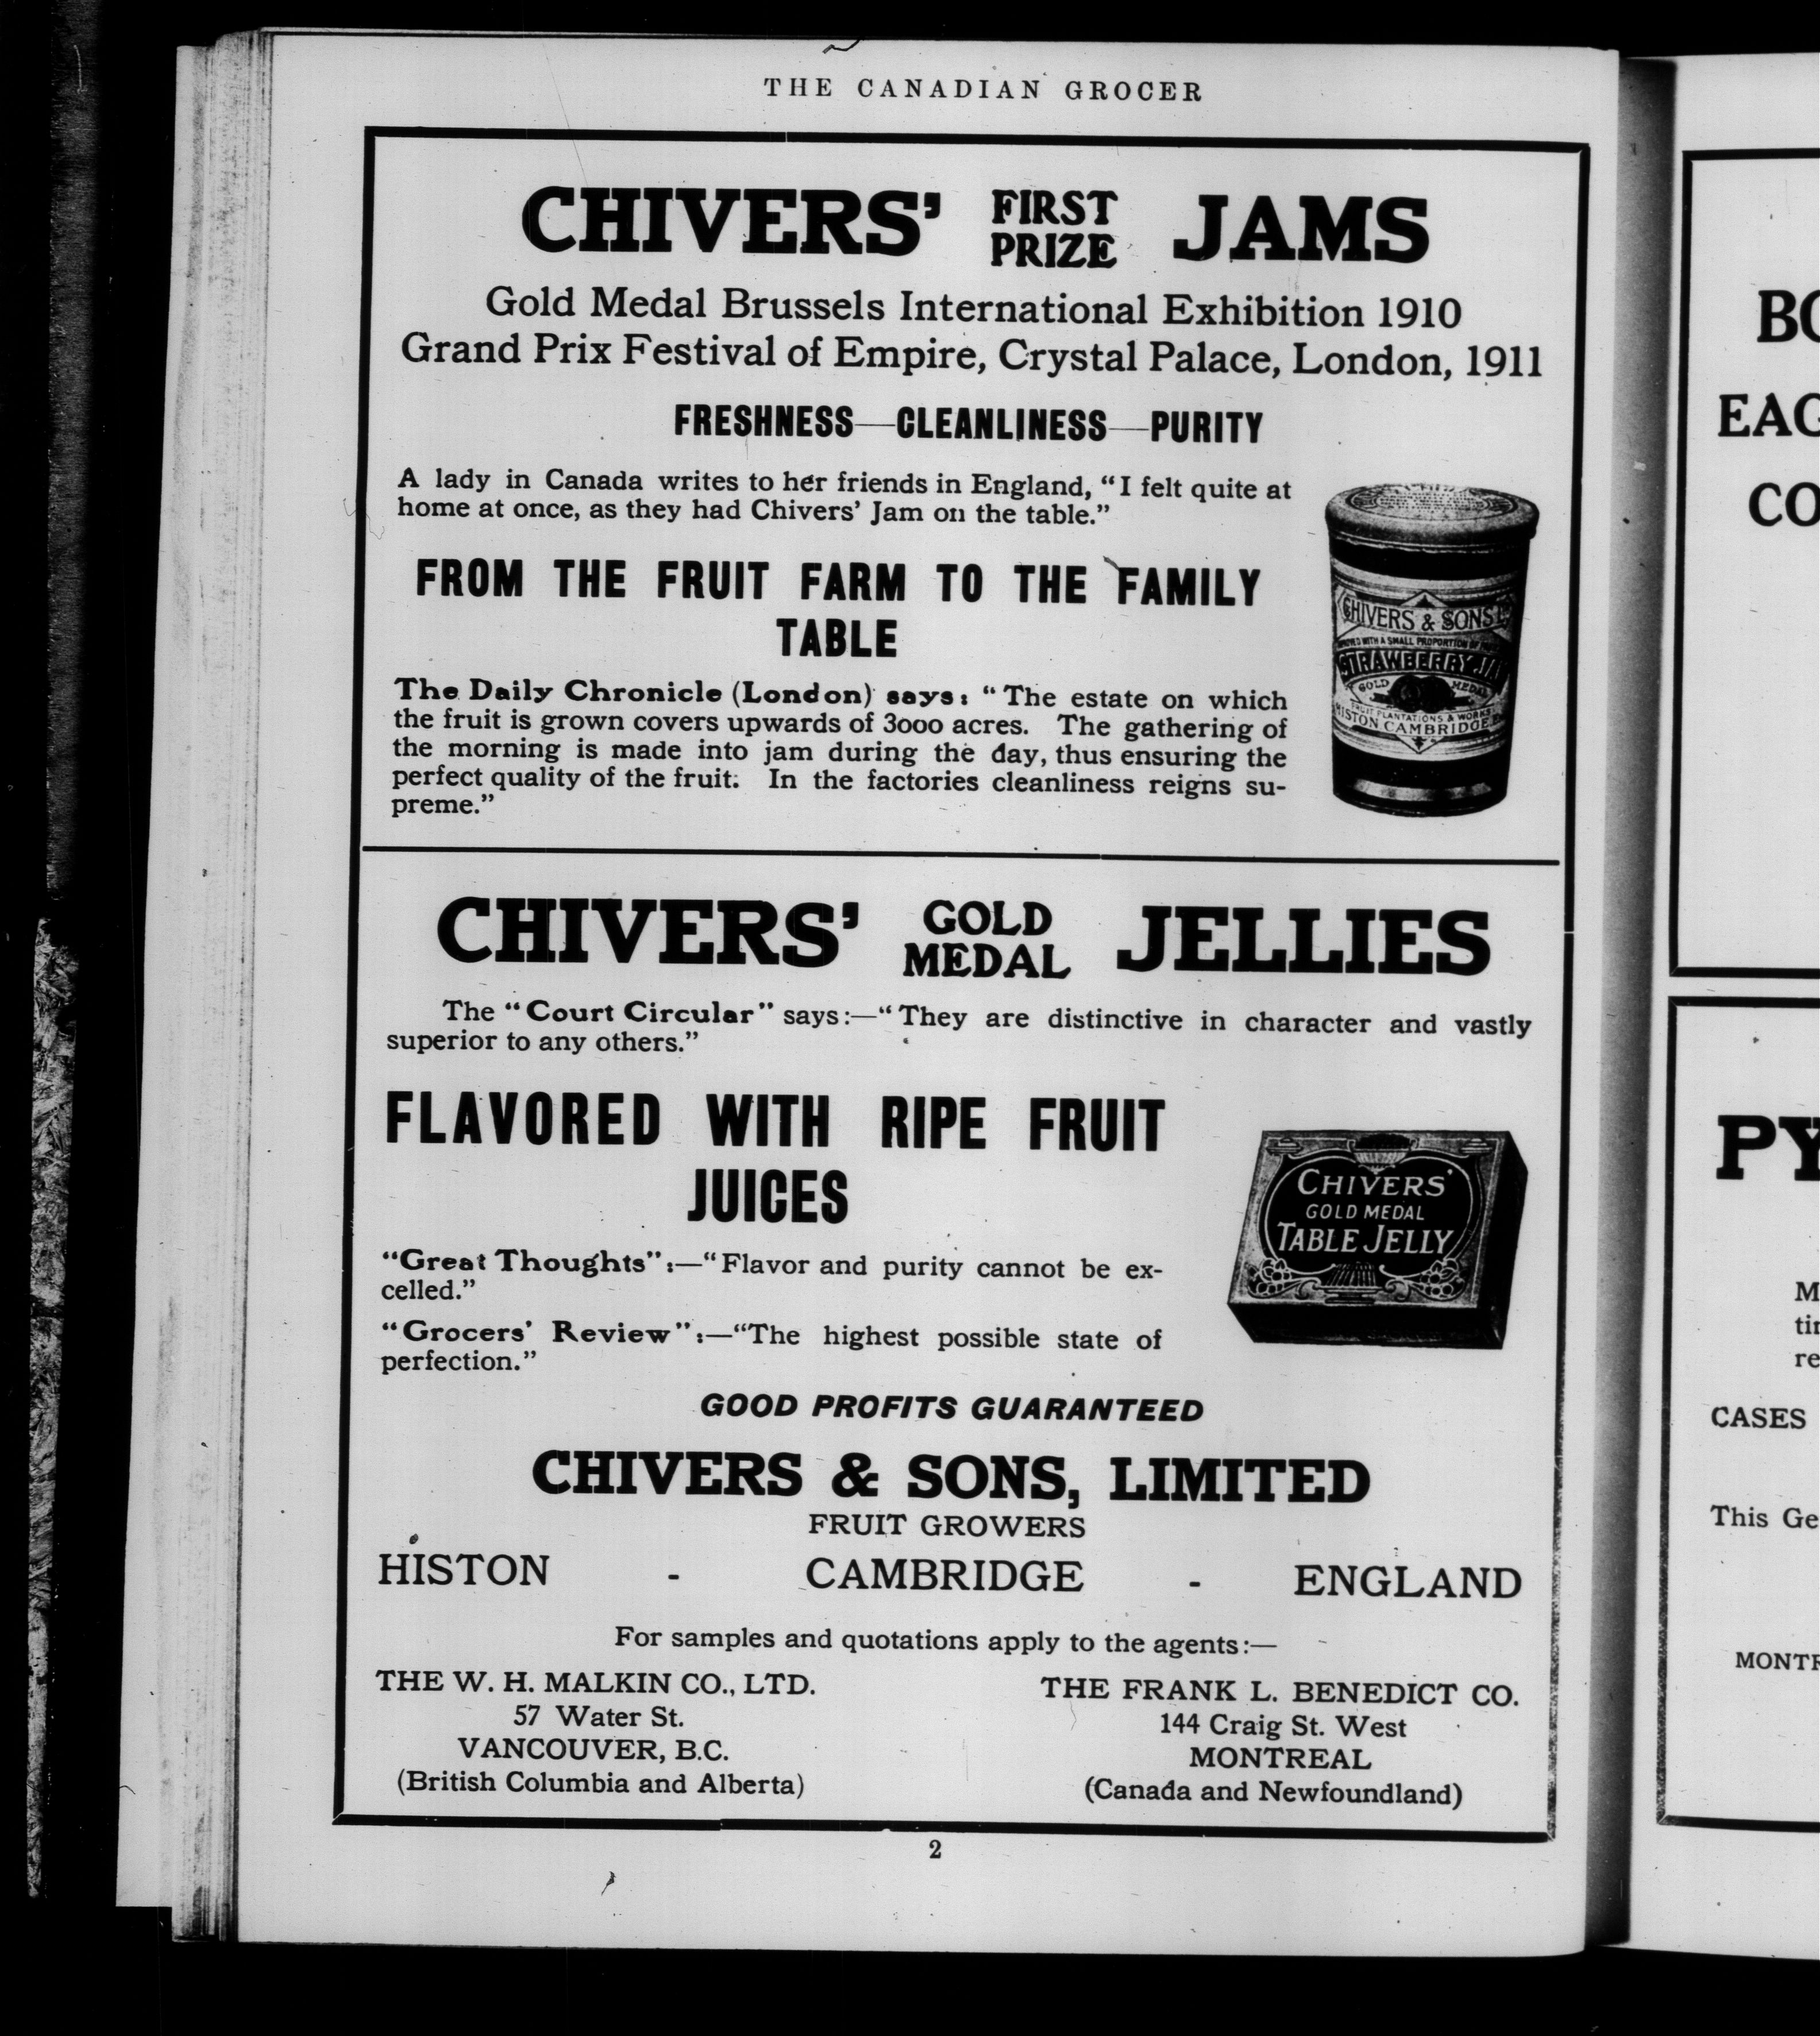 THE CANADIAN GROCER
CHIVERS' FIRST PRIZE JAMS
Gold Medal Brussels International Exhibition 1910
Grand Prix Festival of Empire, Crystal Palace, London, 1911
FRESHNESS—CLEANLINESS—PURITY
A lady in Canada writes to her friends in England, "I felt quite at
home at once, as they had Chivers' Jam on the table."
FROM THE FRUIT FARM TO THE FAMILY
TABLE
The Daily Chronicle (London) says: "The estate on which
the fruit is grown covers upwards of 3000 acres. The gathering of
the morning is made into jam during the day, thus ensuring the
perfect quality of the fruit. In the factories cleanliness reigns su-
preme."
CHIVERS & SONS LTD
WITH A SMALL PROPORTION OF
STRAWBERRY JAM
GOLD MEDAL
FRUIT PLANTATIONS & WORKS
HISTON CAMBRIDGE
CHIVERS' GOLD MEDAL JELLIES
The "Court Circular" says:—"They are distinctive in character and vastly
superior to any others."
FLAVORED WITH RIPE FRUIT
JUICES
"Great Thoughts":—"Flavor and purity cannot be ex-
celled."
"Grocers' Review":—"The highest possible state of
perfection."
CHIVERS'
GOLD MEDAL
TABLE JELLY
GOOD PROFITS GUARANTEED
CHIVERS & SONS, LIMITED
FRUIT GROWERS
HISTON - CAMBRIDGE - ENGLAND
For samples and quotations apply to the agents:—
THE W. H. MALKIN CO., LTD.
57 Water St.
VANCOUVER, B.C.
(British Columbia and Alberta)
THE FRANK L. BENEDICT CO.
144 Craig St. West
MONTREAL
(Canada and Newfoundland)
2
BO
EAG
CO
PY
M
tin
re
CASES
This Ge
MONTR